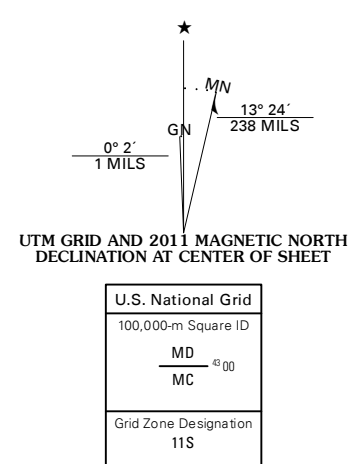 ★
MN
GN
13° 24´
238 MILS
0° 2´
1 MILS
UTM GRID AND 2011 MAGNETIC NORTH
DECLINATION AT CENTER OF SHEET
U.S. National Grid
100,000-m Square ID
MD
43 00
MC
Grid Zone Designation
11S